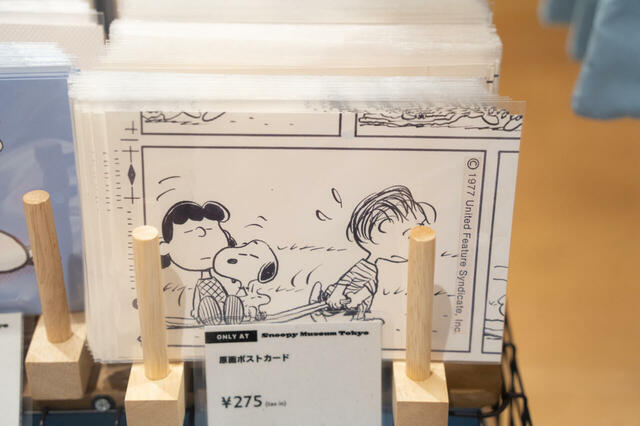 © 1977 United Feature Syndicate, Inc.
ONLY AT Snoopy Museum Tokyo
原画ポストカード
¥275 (tax in)